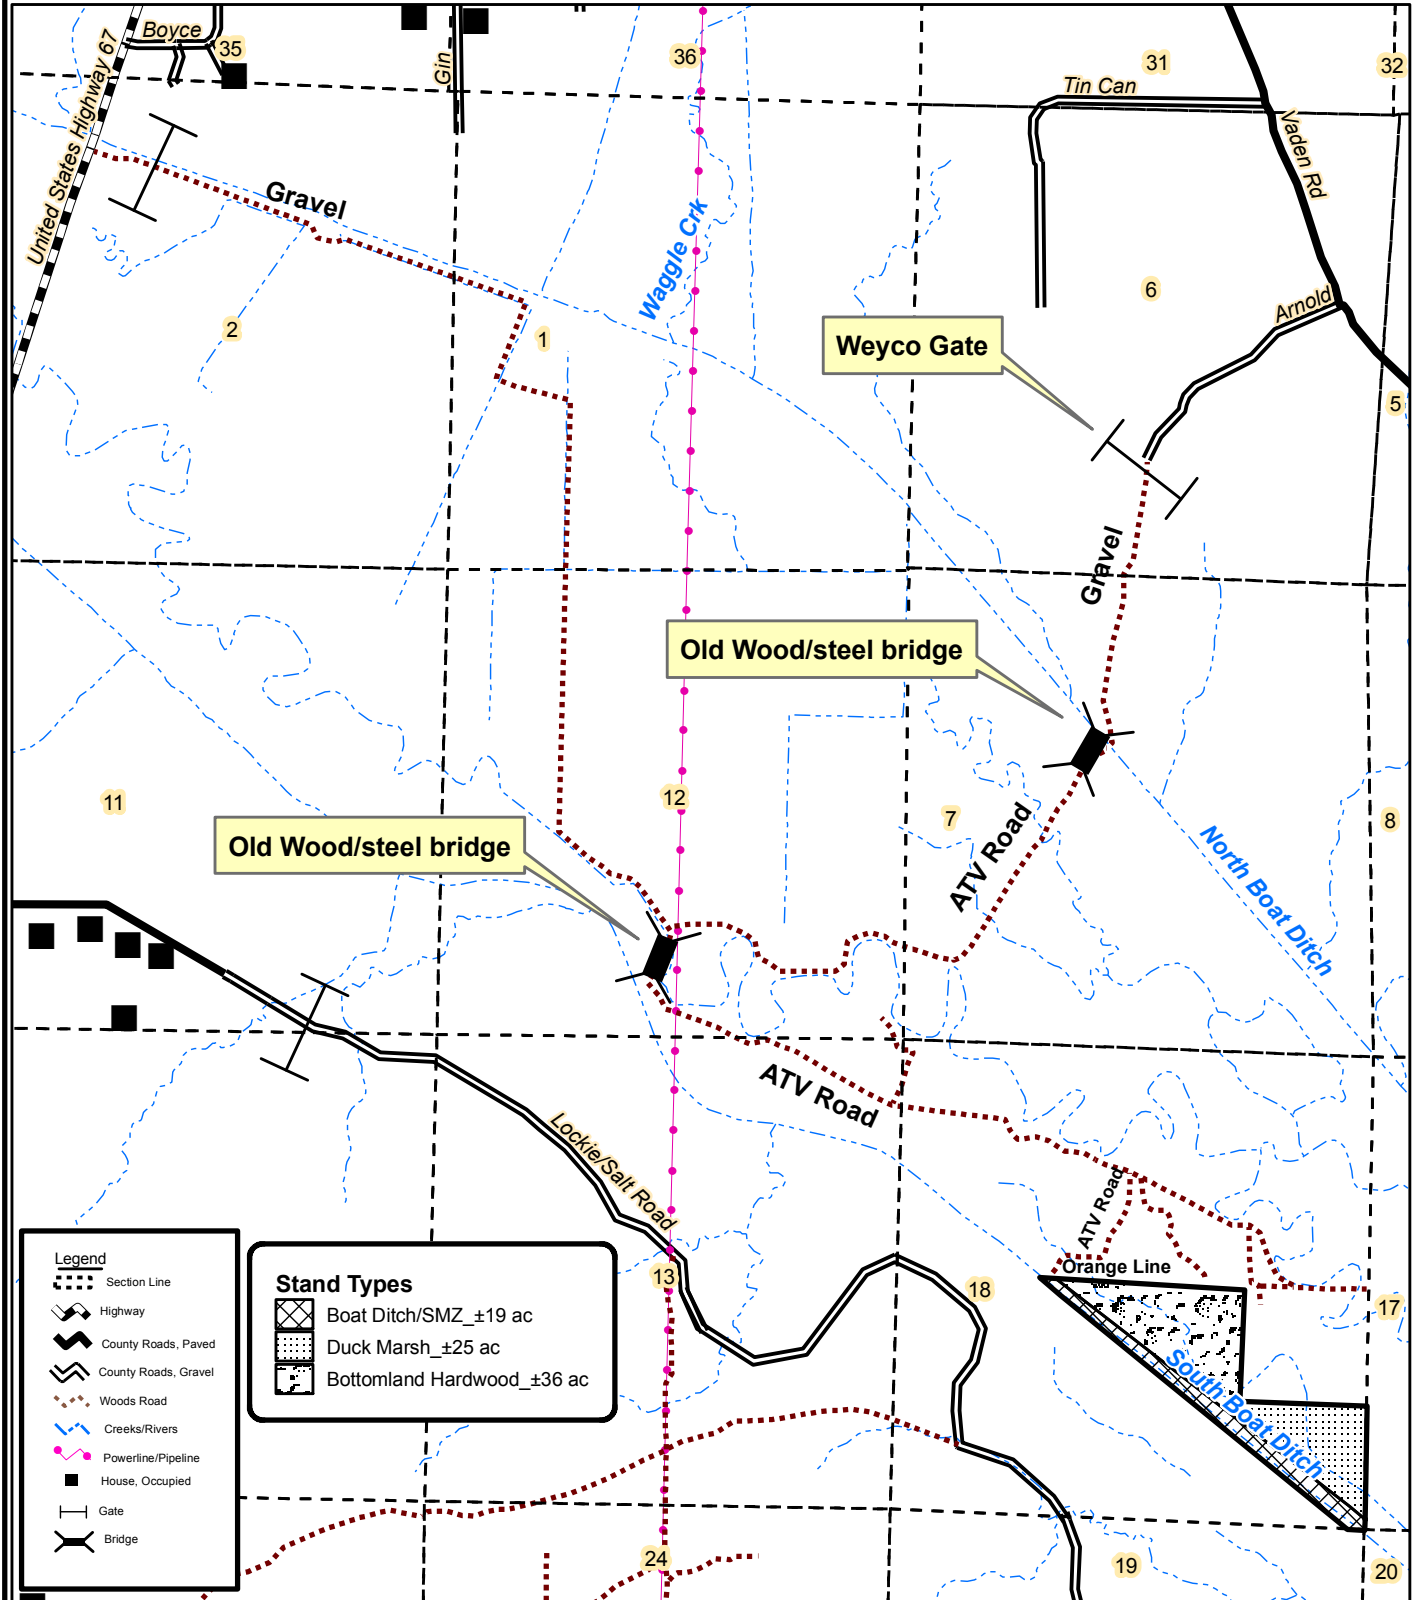 Boyce
35
36
31
32
Gin
Tin Can
United States Highway 67
Vaden Rd
Gravel
Waggle Crk
6
Arnold
2
1
Weyco Gate
5
Gravel
Old Wood/steel bridge
12
11
7
8
ATV Road
Old Wood/steel bridge
North Boat Ditch
ATV Road
Lockie/Salt Road
ATV Road
Orange Line
13
18
17
South Boat Ditch
Legend
Section Line
Highway
County Roads, Paved
County Roads, Gravel
Woods Road
Creeks/Rivers
Powerline/Pipeline
House, Occupied
Gate
Bridge
Stand Types
Boat Ditch/SMZ_±19 ac
Duck Marsh_±25 ac
Bottomland Hardwood_±36 ac
24
19
20